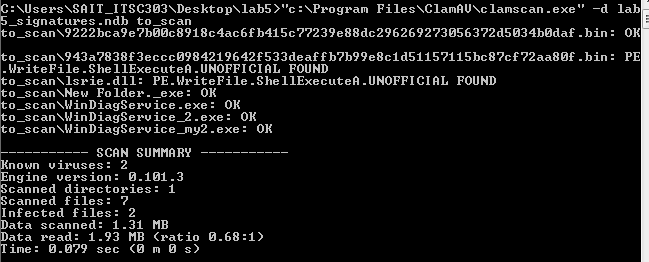 C:\Users\SAIT_ITSC303\Desktop\lab5>"c:\Program Files\ClamAV\clamscan.exe" -d lab
5_signatures.ndb to_scan
to_scan\9222bca9e7b00c8918c4ac6fb415c77239e88dc296269273056372d5034b0daf.bin: OK
to_scan\943a7838f3eccc0984219642f533deaffb7b99e8c1d51157115bc87cf72aa80f.bin: PE
.WriteFile.ShellExecuteA.UNOFFICIAL FOUND
to_scan\lsrie.dll: PE.WriteFile.ShellExecuteA.UNOFFICIAL FOUND
to_scan\New Folder._exe: OK
to_scan\WinDiagService.exe: OK
to_scan\WinDiagService_2.exe: OK
to_scan\WinDiagService_my2.exe: OK
----------- SCAN SUMMARY -----------
Known viruses: 2
Engine version: 0.101.3
Scanned directories: 1
Scanned files: 7
Infected files: 2
Data scanned: 1.31 MB
Data read: 1.93 MB (ratio 0.68:1)
Time: 0.079 sec (0 m 0 s)